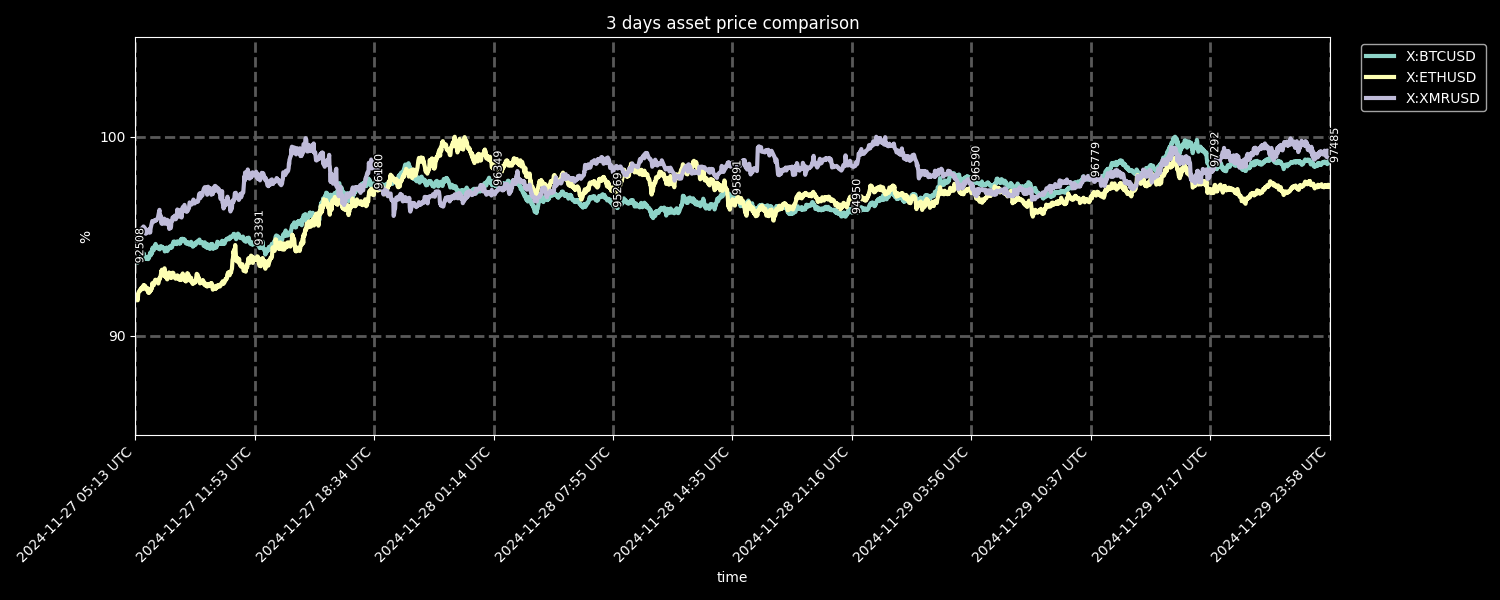 3 days asset price comparison
X:BTCUSD
X:ETHUSD
X:XMRUSD
100
90
%
92508
93391
96180
96349
95269
95891
94950
96590
96779
97292
97485
2024-11-27 05:13 UTC
2024-11-27 11:53 UTC
2024-11-27 18:34 UTC
2024-11-28 01:14 UTC
2024-11-28 07:55 UTC
2024-11-28 14:35 UTC
2024-11-28 21:16 UTC
2024-11-29 03:56 UTC
2024-11-29 10:37 UTC
2024-11-29 17:17 UTC
2024-11-29 23:58 UTC
time